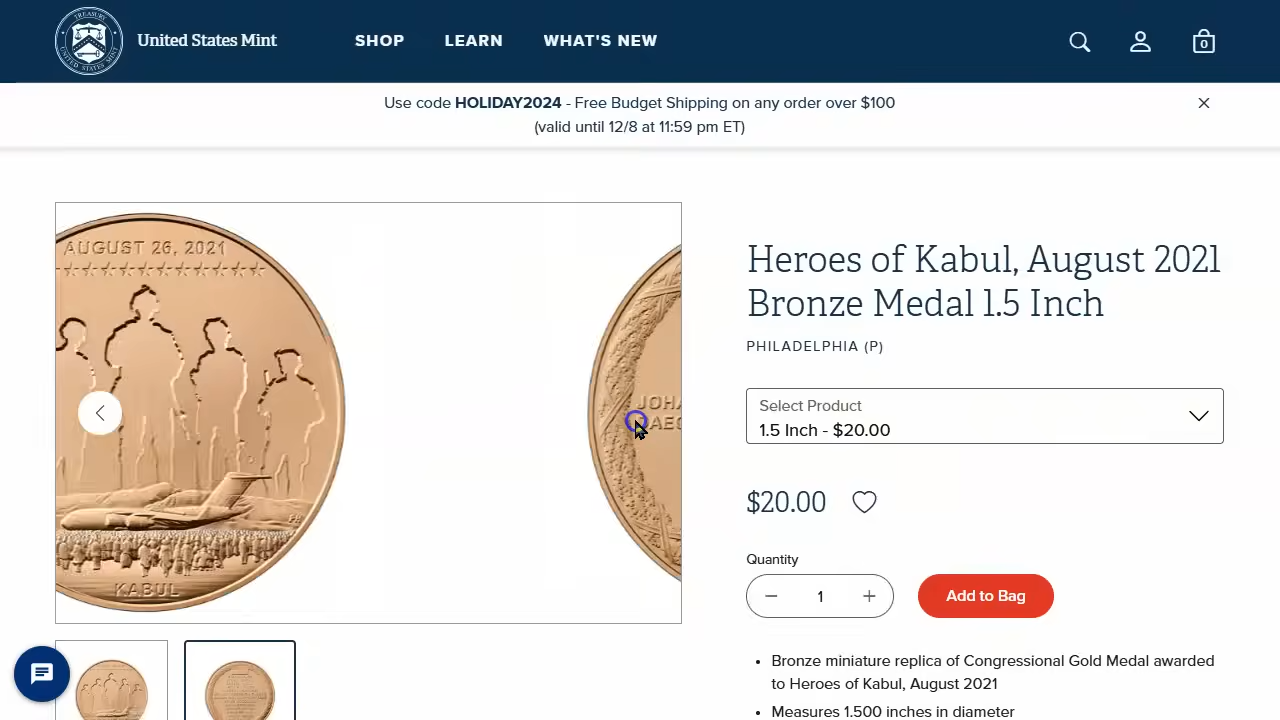 United States Mint
SHOP
LEARN
WHAT'S NEW
0
Use code HOLIDAY2024 - Free Budget Shipping on any order over $100
(valid until 12/8 at 11:59 pm ET)
AUGUST 26, 2021
KABUL
Heroes of Kabul, August 2021
Bronze Medal 1.5 Inch
PHILADELPHIA (P)
Select Product
1.5 Inch - $20.00
$20.00
Quantity
1
Add to Bag
Bronze miniature replica of Congressional Gold Medal awarded
to Heroes of Kabul, August 2021
Measures 1.500 inches in diameter